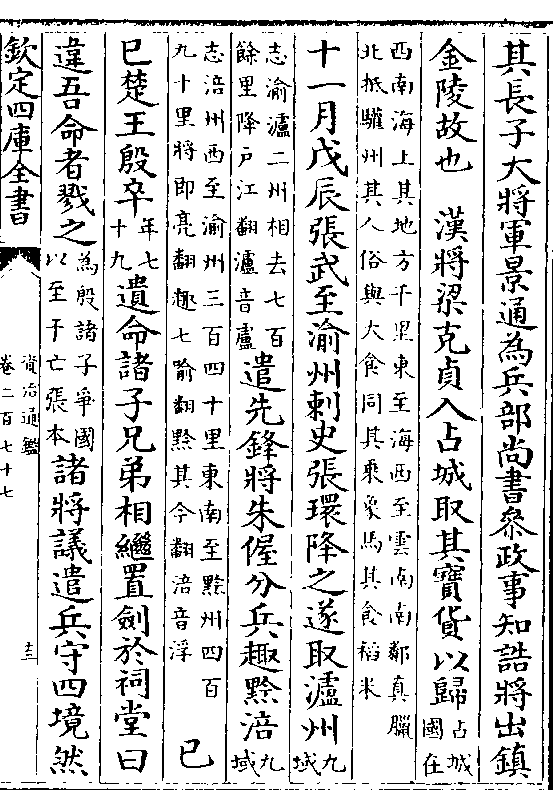 其長子大將軍景通為兵部尚書參政事知誥將出鎮
金陵故也　漢將梁克貞入占城取其寶貨以歸占城國在
西南海上其地方千里東至海西至雲南南鄰真臘
北抵驩州其人俗與大食同其乗象馬其食稻米
十一月戊辰張武至渝州刺史張環降之遂取瀘州九域
志渝瀘二州相去七百餘里降戶江翻瀘音盧遣先鋒將朱偓分兵趣黔涪九域
志涪州西至渝州三百四十里東南至黔州四百
九十里將即亮翻趣七喻翻黔其今翻涪音浮　己
巳楚王殷卒年七十九遺命諸子兄弟相繼置劍於祠堂曰
違吾命者戮之為殷諸子爭國以至于亡張本諸將議遣兵守四境然
欽定四庫全書
資治通鑑
卷二百七十七